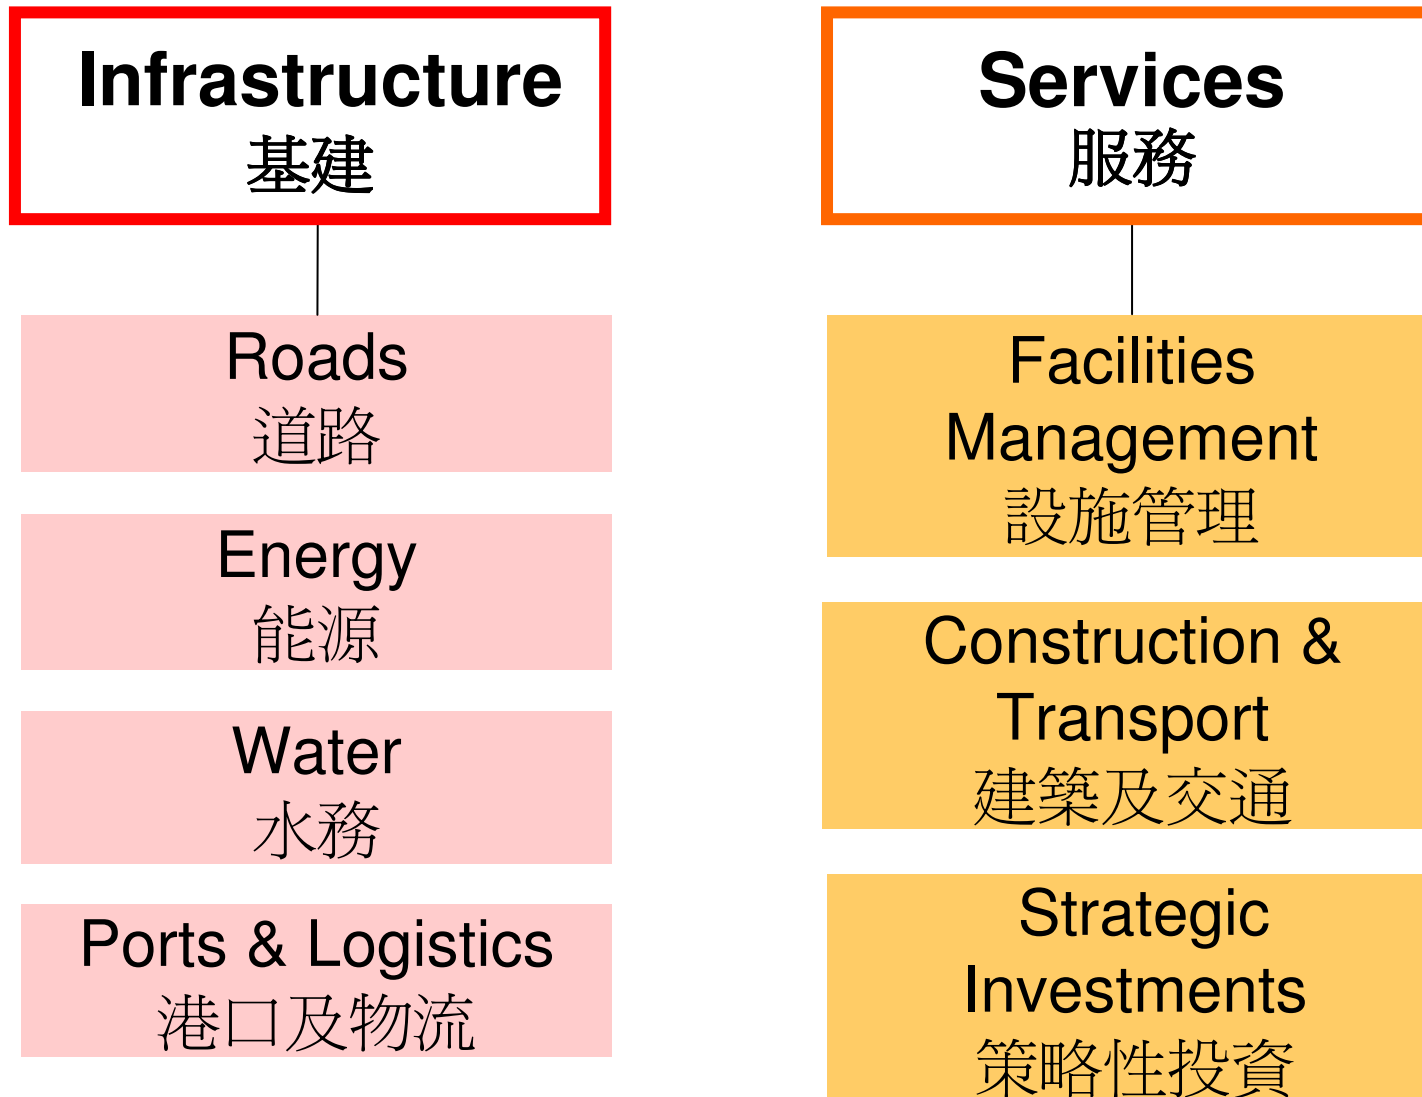 Infrastructure
基建
Roads
道路
Energy
能源
Water
水務
Ports & Logistics
港口及物流
Services
服務
Facilities
Management
設施管理
Construction &
Transport
建築及交通
Strategic
Investments
策略性投資